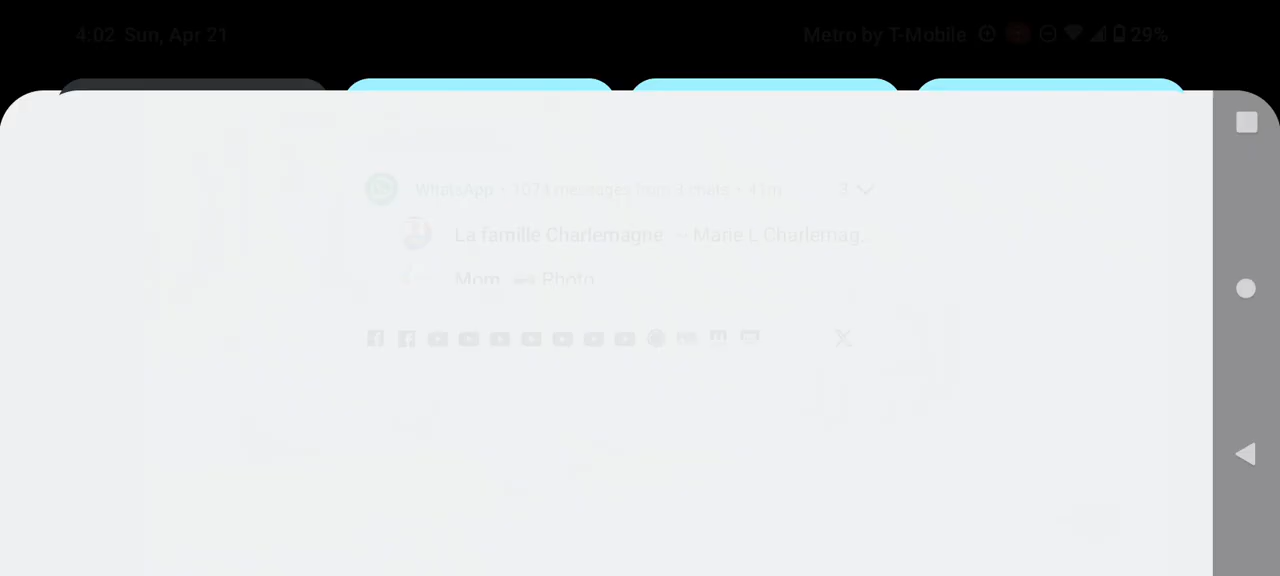 4:02 Sun, Apr 21
Metro by T-Mobile 29%
WhatsApp • 1071 messages from 3 chats • 41m 3
La famille Charlemagne Marie L Charlemag..
Mom Photo